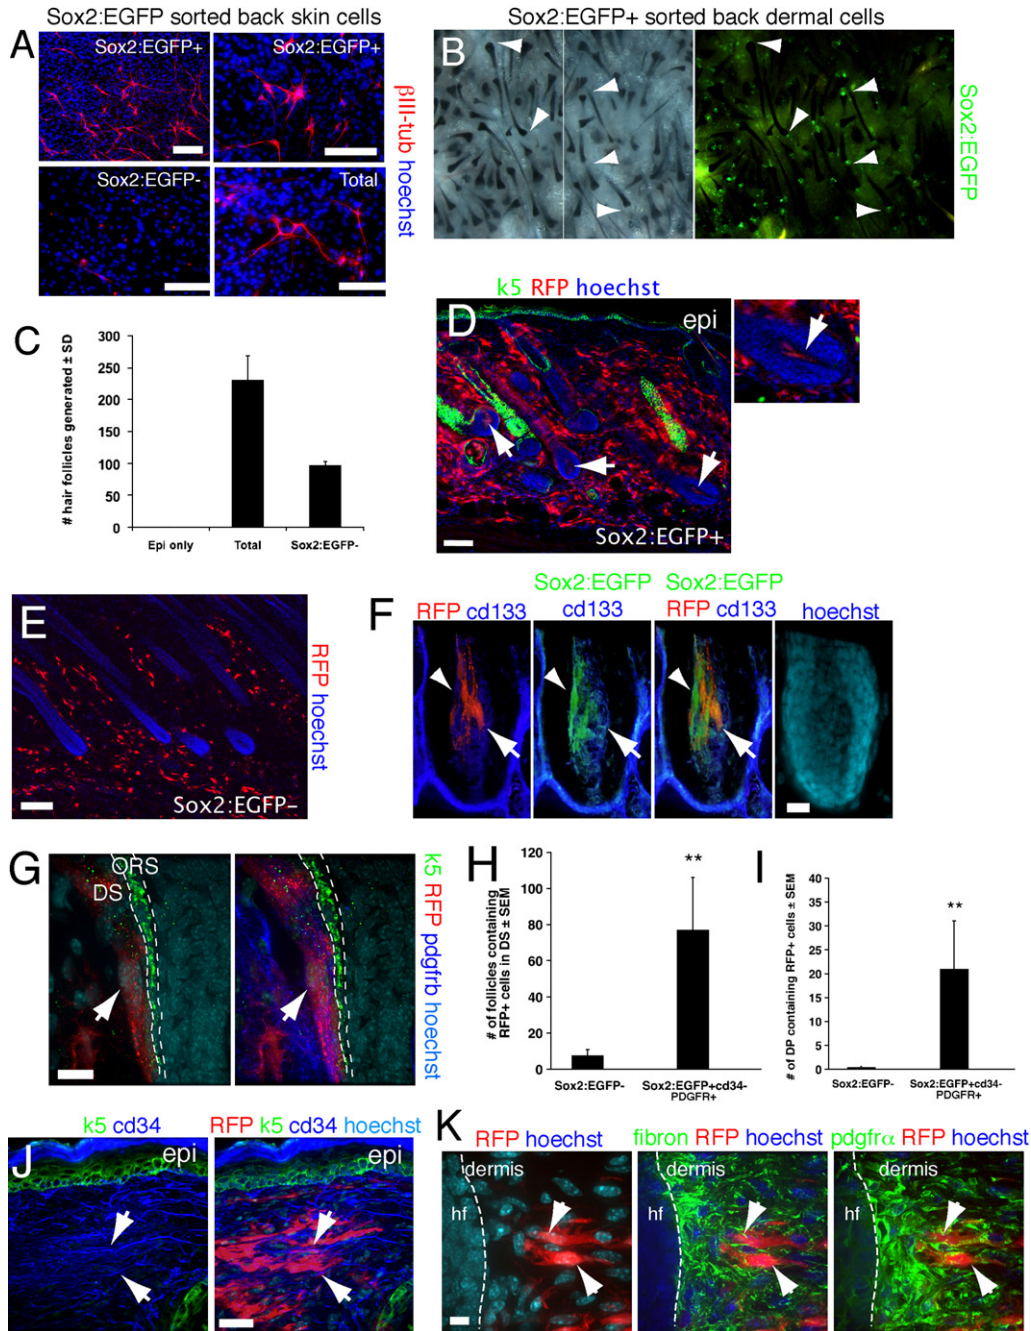 Sox2:EGFP sorted back skin cells
Sox2:EGFP+ sorted back dermal cells
A
Sox2:EGFP+
Sox2:EGFP+
Sox2:EGFP-
Total
βIII-tub hoechst
B
Sox2:EGFP
C
# hair follicles generated ± SD
300
250
200
150
100
50
0
Epi only
Total
Sox2:EGFP-
k5 RFP hoechst
D
epi
Sox2:EGFP+
E
Sox2:EGFP-
RFP hoechst
F
RFP cd133
Sox2:EGFP
cd133
Sox2:EGFP
RFP cd133
hoechst
G
ORS
DS
k5 RFP pdgfrb hoechst
H
# of follicles containing
RFP+ cells in DS ± SEM
120
100
80
60
40
20
0
**
Sox2:EGFP-
Sox2:EGFP+cd34-
PDGFR+
I
# of DP containing RFP+ cells ± SEM
40
35
30
25
20
15
10
5
0
**
Sox2:EGFP-
Sox2:EGFP+cd34-
PDGFR+
J
k5 cd34
epi
RFP k5 cd34 hoechst
epi
K
RFP hoechst
dermis
hf
fibron RFP hoechst
dermis
hf
pdgfrα RFP hoechst
dermis
hf